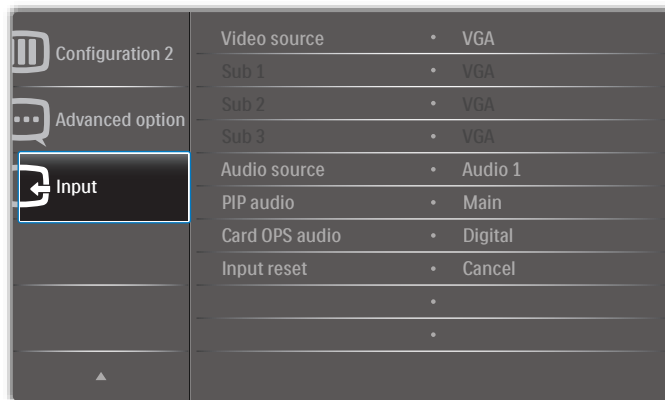 Configuration 2
Advanced option
Input
Video source • VGA
Sub 1 • VGA
Sub 2 • VGA
Sub 3 • VGA
Audio source • Audio 1
PIP audio • Main
Card OPS audio • Digital
Input reset • Cancel
•
•